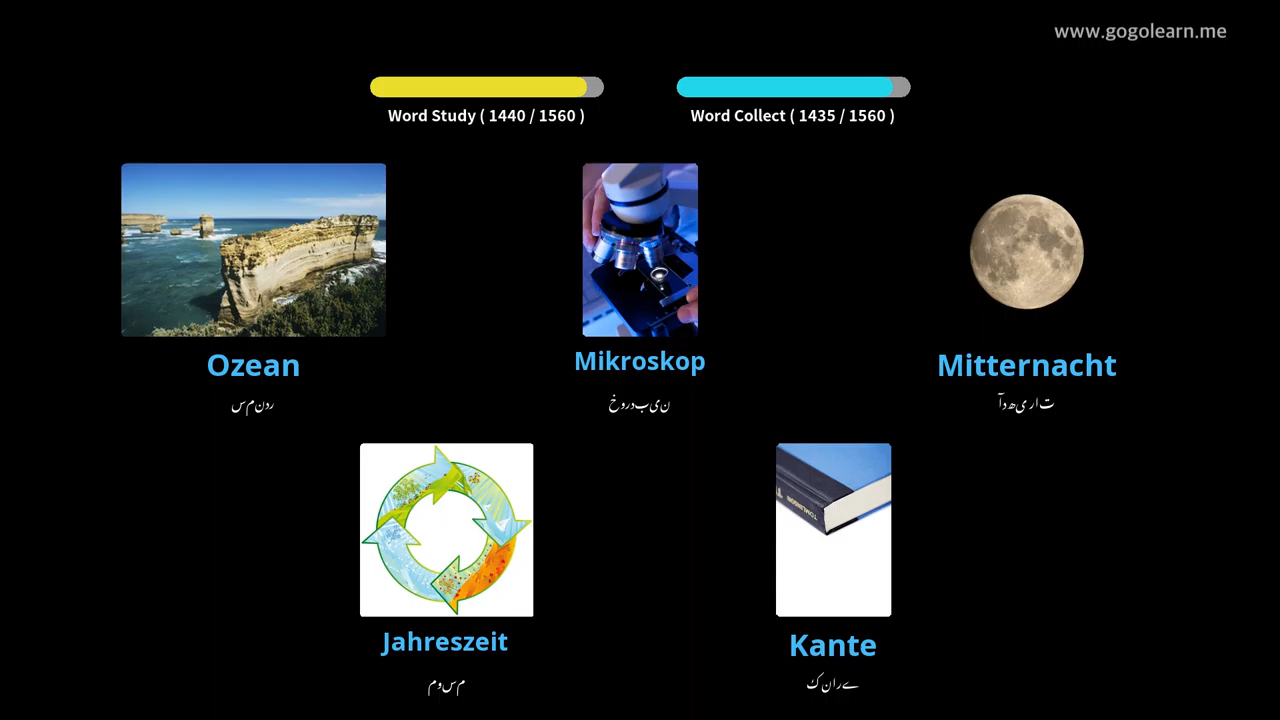 www.gogolearn.me
Word Study ( 1440 / 1560 )
Word Collect ( 1435 / 1560 )
Ozean
سمندر
Mikroskop
خوردبین
Mitternacht
آدھی رات
Jahreszeit
موسم
TOMLINSON
Kante
کنارے